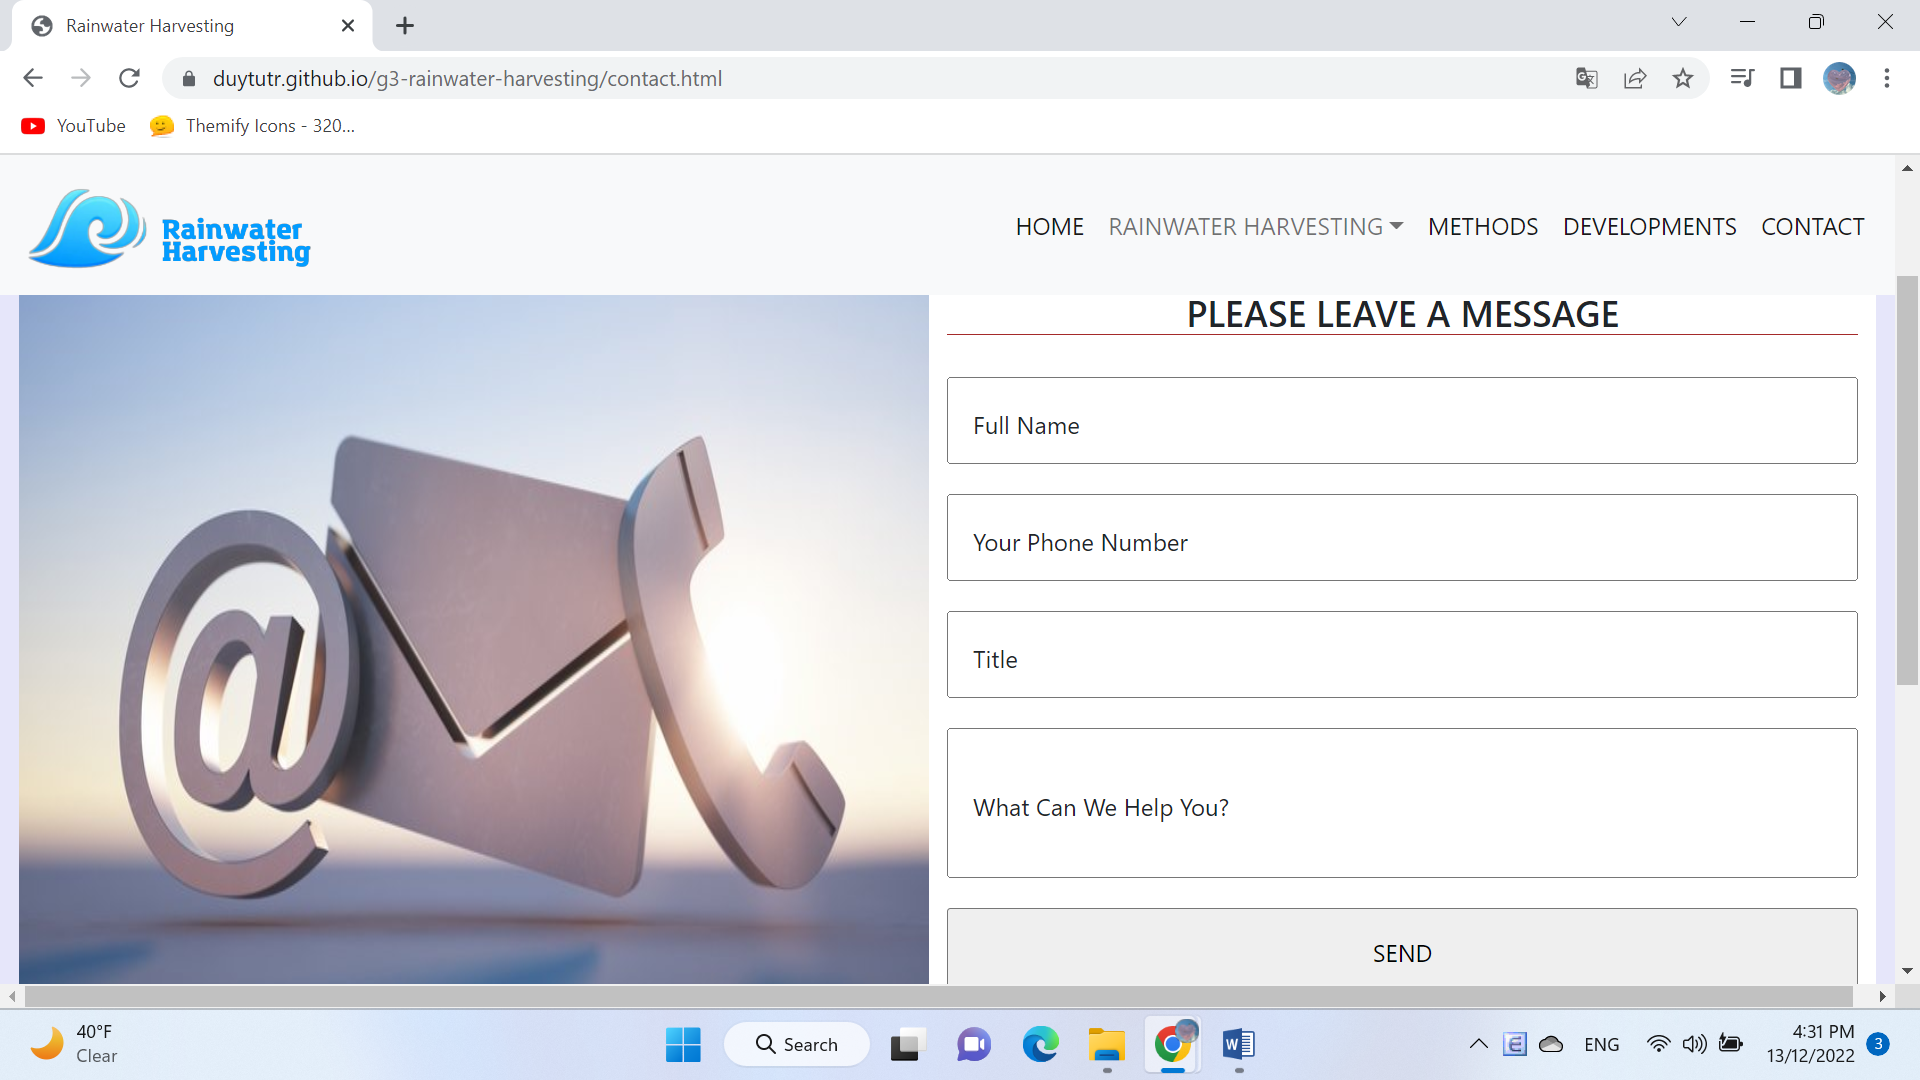 Rainwater Harvesting
duytutr.github.io/g3-rainwater-harvesting/contact.html
YouTube
Themify Icons - 320...
Rainwater
Harvesting
HOME
RAINWATER HARVESTING
METHODS
DEVELOPMENTS
CONTACT
PLEASE LEAVE A MESSAGE
Full Name
Your Phone Number
Title
What Can We Help You?
SEND
40°F
Clear
Search
ENG
4:31 PM
13/12/2022
3